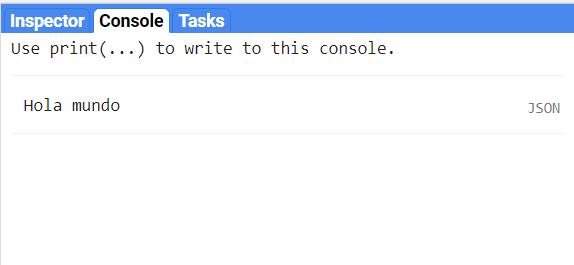 Inspector Console Tasks
Use print(...) to write to this console.
Hola mundo JSON